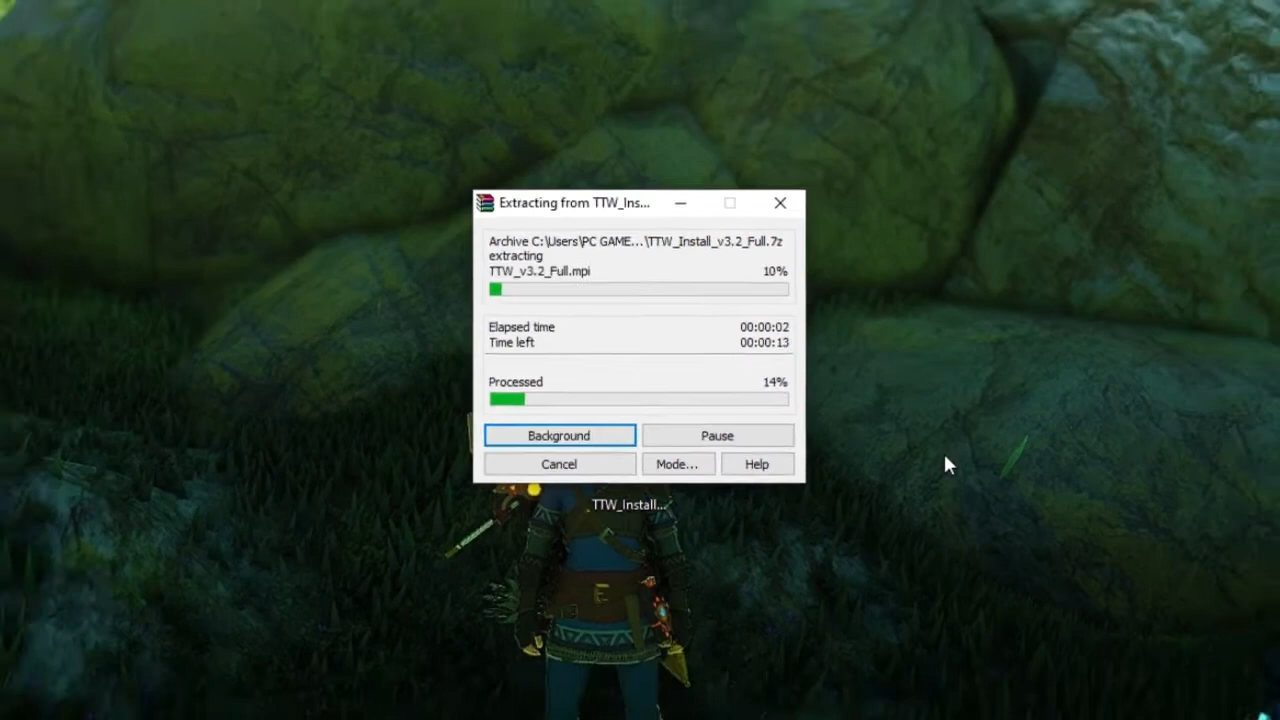 Extracting from TTW_Ins...
Archive C:\Users\PC GAME...\TTW_Install_v3.2_Full.7z
extracting
TTW_v3.2_Full.mpi 10%
Elapsed time 00:00:02
Time left 00:00:13
Processed 14%
Background Pause
Cancel Mode... Help
TTW_Install...